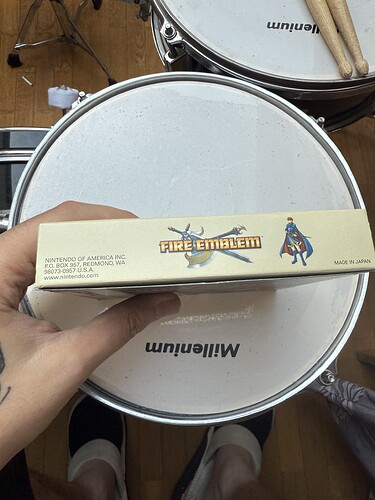 Millenium
FIRE EMBLEM
NINTENDO OF AMERICA INC.
P.O. BOX 957, REDMOND, WA
98073-0957 U.S.A.
www.nintendo.com
MADE IN JAPAN
Millenium